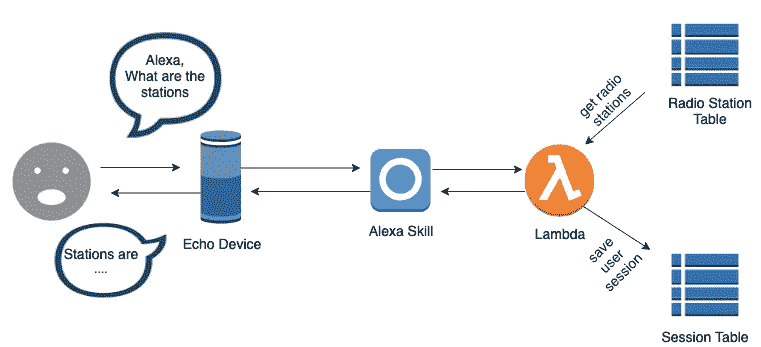 Alexa,
What are the
stations
Stations are
....
Echo Device
Alexa Skill
λ
Lambda
get radio
stations
Radio Station
Table
save
user
session
Session Table